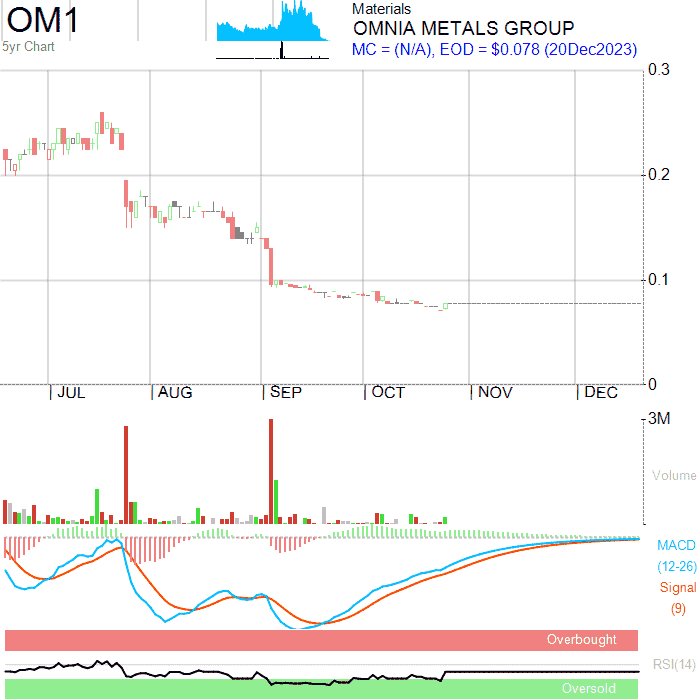 OM1
5yr Chart
Materials
OMNIA METALS GROUP
MC = (N/A), EOD = $0.078 (20Dec2023)
0.3
0.2
0.1
0
JUL AUG SEP OCT NOV DEC
3M
Volume
MACD
(12-26)
Signal
(9)
Overbought
RSI(14)
Oversold